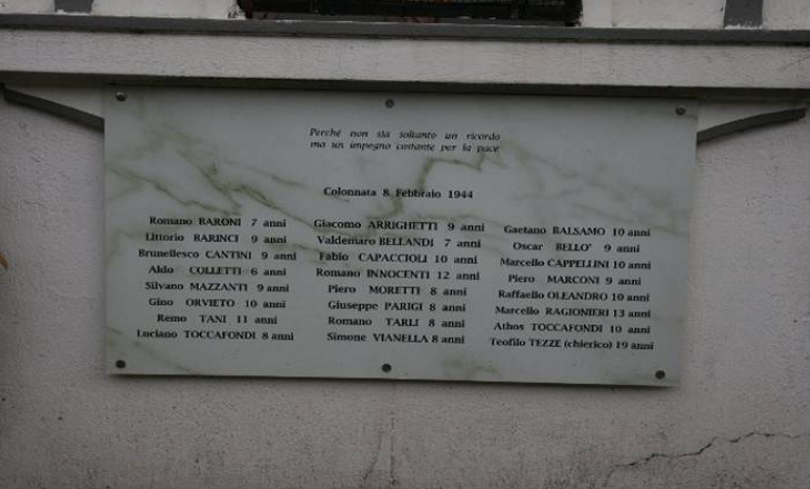 Perché non sia soltanto un ricordo
ma un impegno costante per la pace
Colonnata 8 Febbraio 1944
Romano BARONI 7 anni
Littorio BARINCI 9 anni
Brunellesco CANTINI 9 anni
Aldo COLLETTI 6 anni
Silvano MAZZANTI 9 anni
Gino ORVIETO 10 anni
Remo TANI 11 anni
Luciano TOCCAFONDI 8 anni
Giacomo ARRIGHETTI 9 anni
Valdemaro BELLANDI 7 anni
Fabio CAPACCIOLI 10 anni
Romano INNOCENTI 12 anni
Piero MORETTI 8 anni
Giuseppe PARIGI 8 anni
Romano TARLI 8 anni
Simone VIANELLA 8 anni
Gaetano BALSAMO 10 anni
Oscar BELLO' 9 anni
Marcello CAPPELLINI 10 anni
Piero MARCONI 9 anni
Raffaello OLEANDRO 10 anni
Marcello RAGIONIERI 13 anni
Athos TOCCAFONDI 10 anni
Teofilo TEZZE (chierico) 19 anni